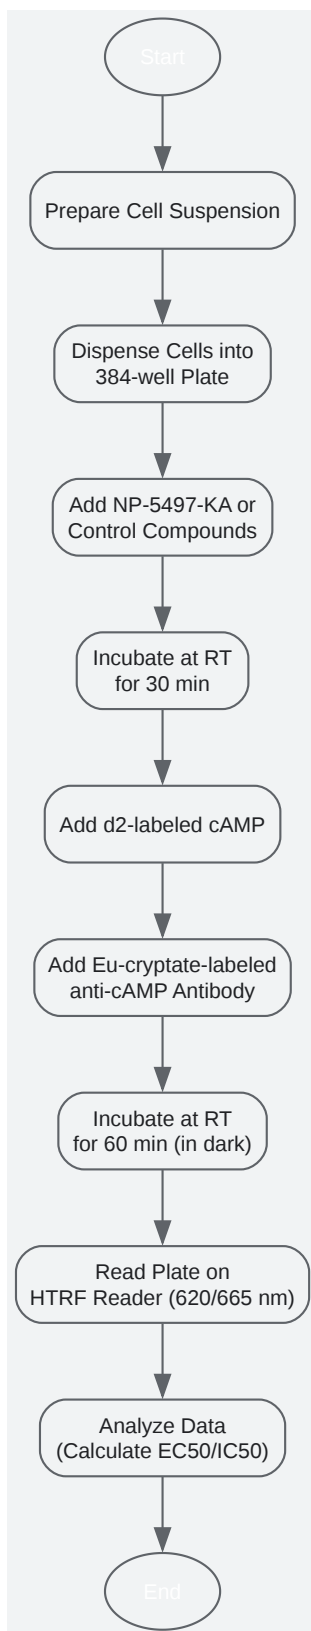 Start
Prepare Cell Suspension
Dispense Cells into
384-well Plate
Add NP-5497-KA or
Control Compounds
Incubate at RT
for 30 min
Add d2-labeled cAMP
Add Eu-cryptate-labeled
anti-cAMP Antibody
Incubate at RT
for 60 min (in dark)
Read Plate on
HTRF Reader (620/665 nm)
Analyze Data
(Calculate EC50/IC50)
End